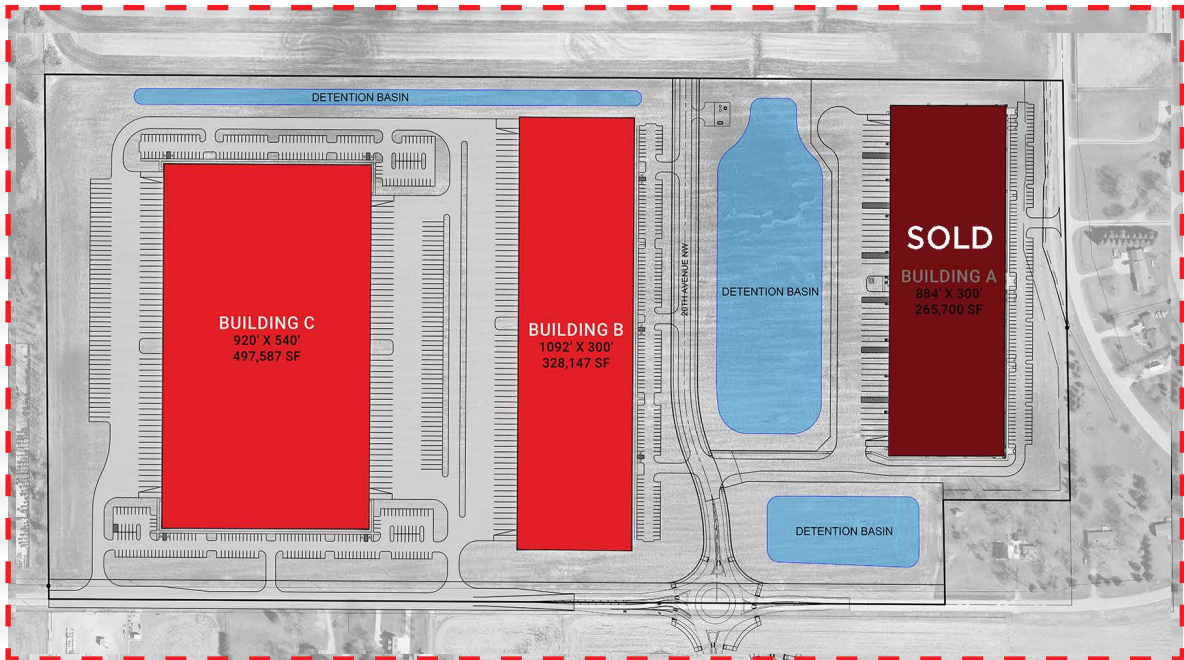 DETENTION BASIN
BUILDING C
920' X 540'
497,587 SF
BUILDING B
1092' X 300'
328,147 SF
20TH AVENUE NW
DETENTION BASIN
SOLD
BUILDING A
884' X 300'
265,700 SF
DETENTION BASIN